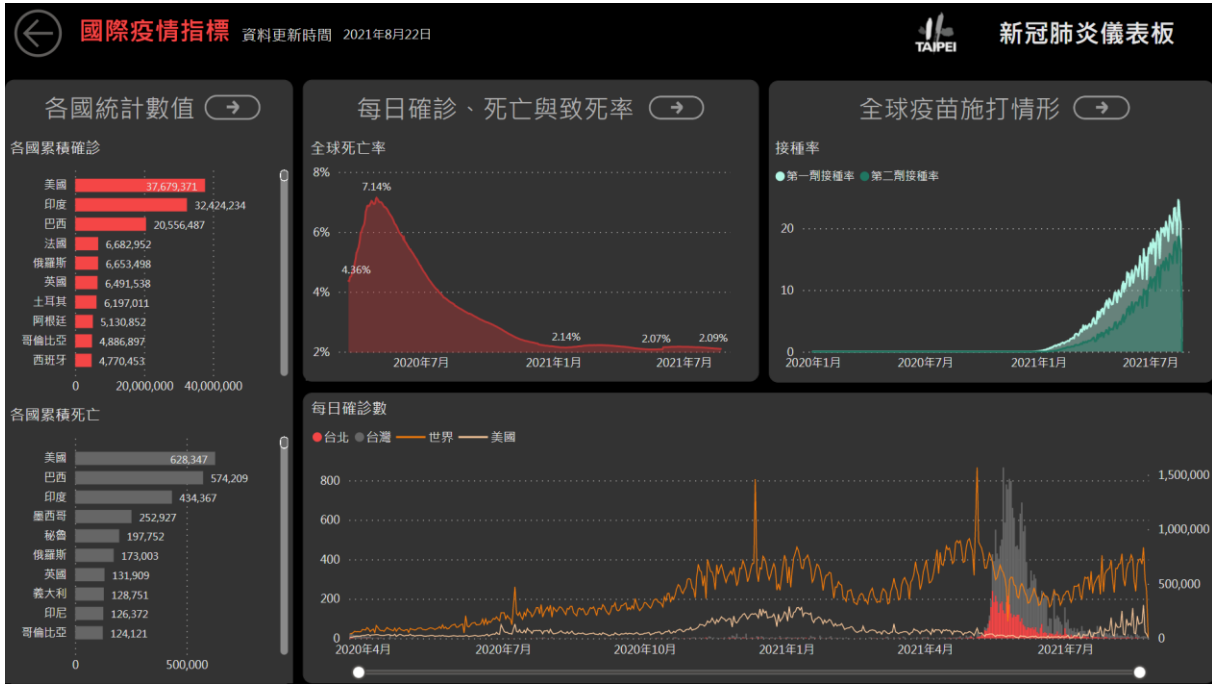 國際疫情指標 資料更新時間 2021年8月22日
TAIPEI
新冠肺炎儀表板
各國統計數值
各國累積確診
美國 37,679,371
印度 32,424,234
巴西 20,556,487
法國 6,682,952
俄羅斯 6,653,498
英國 6,491,538
土耳其 6,197,011
阿根廷 5,130,852
哥倫比亞 4,886,897
西班牙 4,770,453
0 20,000,000 40,000,000
各國累積死亡
美國 628,347
巴西 574,209
印度 434,367
墨西哥 252,927
秘魯 197,752
俄羅斯 173,003
英國 131,909
義大利 128,751
印尼 126,372
哥倫比亞 124,121
0 500,000
每日確診、死亡與致死率
全球死亡率
8%
7.14%
6%
4.36%
4%
2.14% 2.07% 2.09%
2%
2020年7月 2021年1月 2021年7月
全球疫苗施打情形
接種率
第一劑接種率 第二劑接種率
20
10
0
2020年1月 2020年7月 2021年1月 2021年7月
每日確診數
台北 台灣 世界 美國
800 1,500,000
600 1,000,000
400 500,000
200
0 0
2020年4月 2020年7月 2020年10月 2021年1月 2021年4月 2021年7月